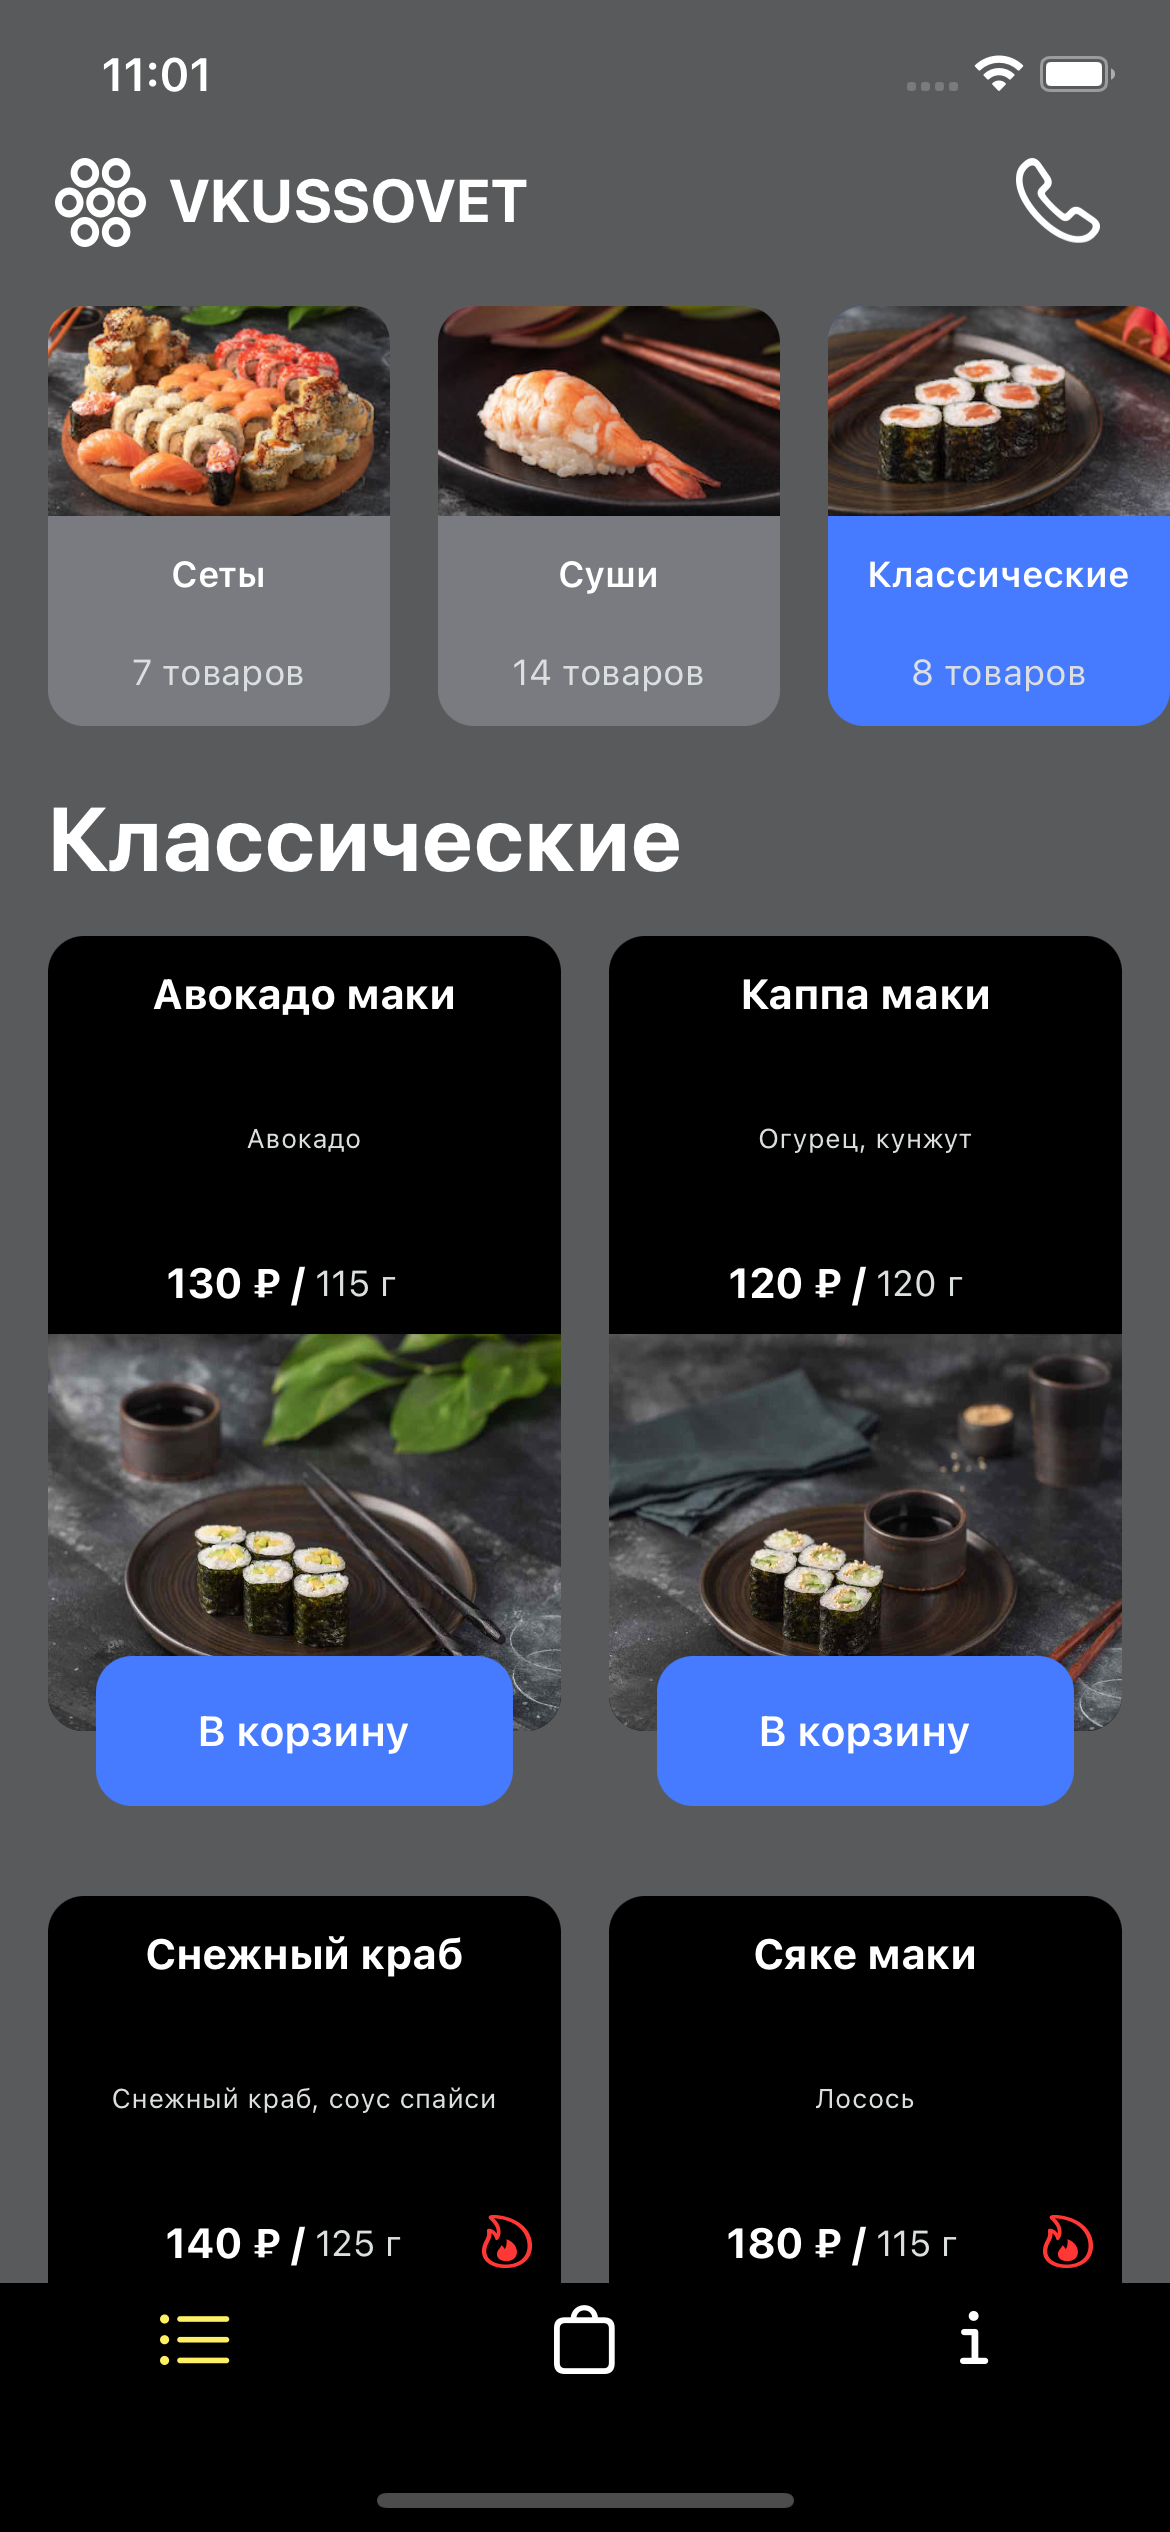 11:01
VKUSSOVET
Сеты
Суши
Классические
7 товаров
14 товаров
8 товаров
Классические
Авокадо маки
Каппа маки
Авокадо
Огурец, кунжут
130 ₽ / 115 г
120 ₽ / 120 г
В корзину
В корзину
Снежный краб
Сяке маки
Снежный краб, соус спайси
Лосось
140 ₽ / 125 г
180 ₽ / 115 г